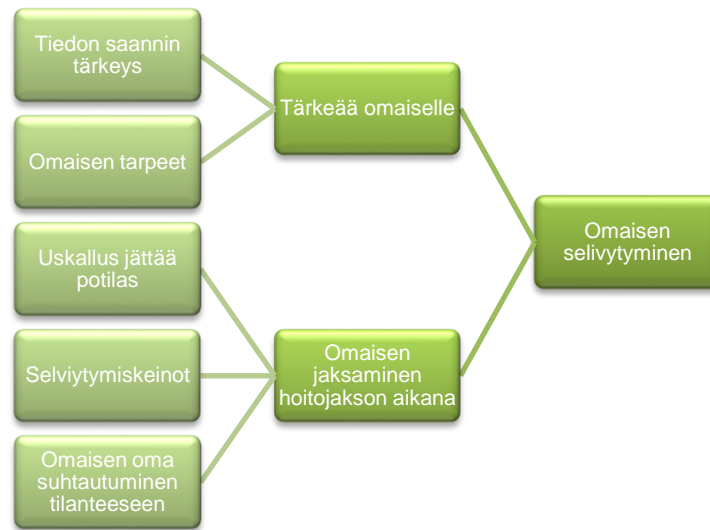 Tiedon saannin
tärkeys
Omaisen tarpeet
Uskallus jättää
potilas
Selviytymiskeinot
Omaisen oma
suhtautuminen
tilanteeseen
Tärkeää omaiselle
Omaisen
jaksaminen
hoitojakson aikana
Omaisen
selivytyminen